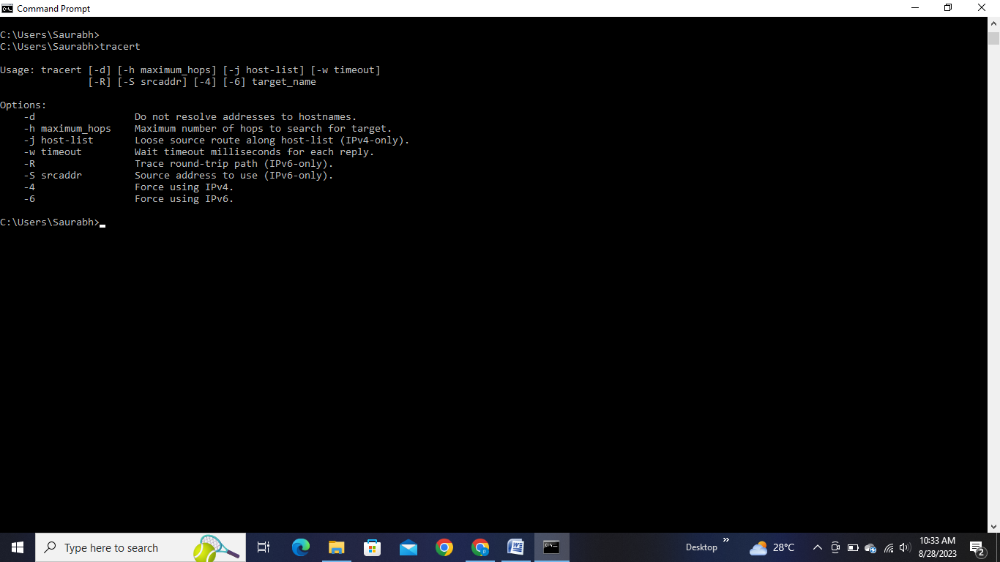 Command Prompt
C:\Users\Saurabh>
C:\Users\Saurabh>tracert
Usage: tracert [-d] [-h maximum_hops] [-j host-list] [-w timeout]
               [-R] [-S srcaddr] [-4] [-6] target_name
Options:
    -d                 Do not resolve addresses to hostnames.
    -h maximum_hops    Maximum number of hops to search for target.
    -j host-list       Loose source route along host-list (IPv4-only).
    -w timeout         Wait timeout milliseconds for each reply.
    -R                 Trace round-trip path (IPv6-only).
    -S srcaddr         Source address to use (IPv6-only).
    -4                 Force using IPv4.
    -6                 Force using IPv6.
C:\Users\Saurabh>
Type here to search
Desktop
28°C
10:33 AM
8/28/2023
2